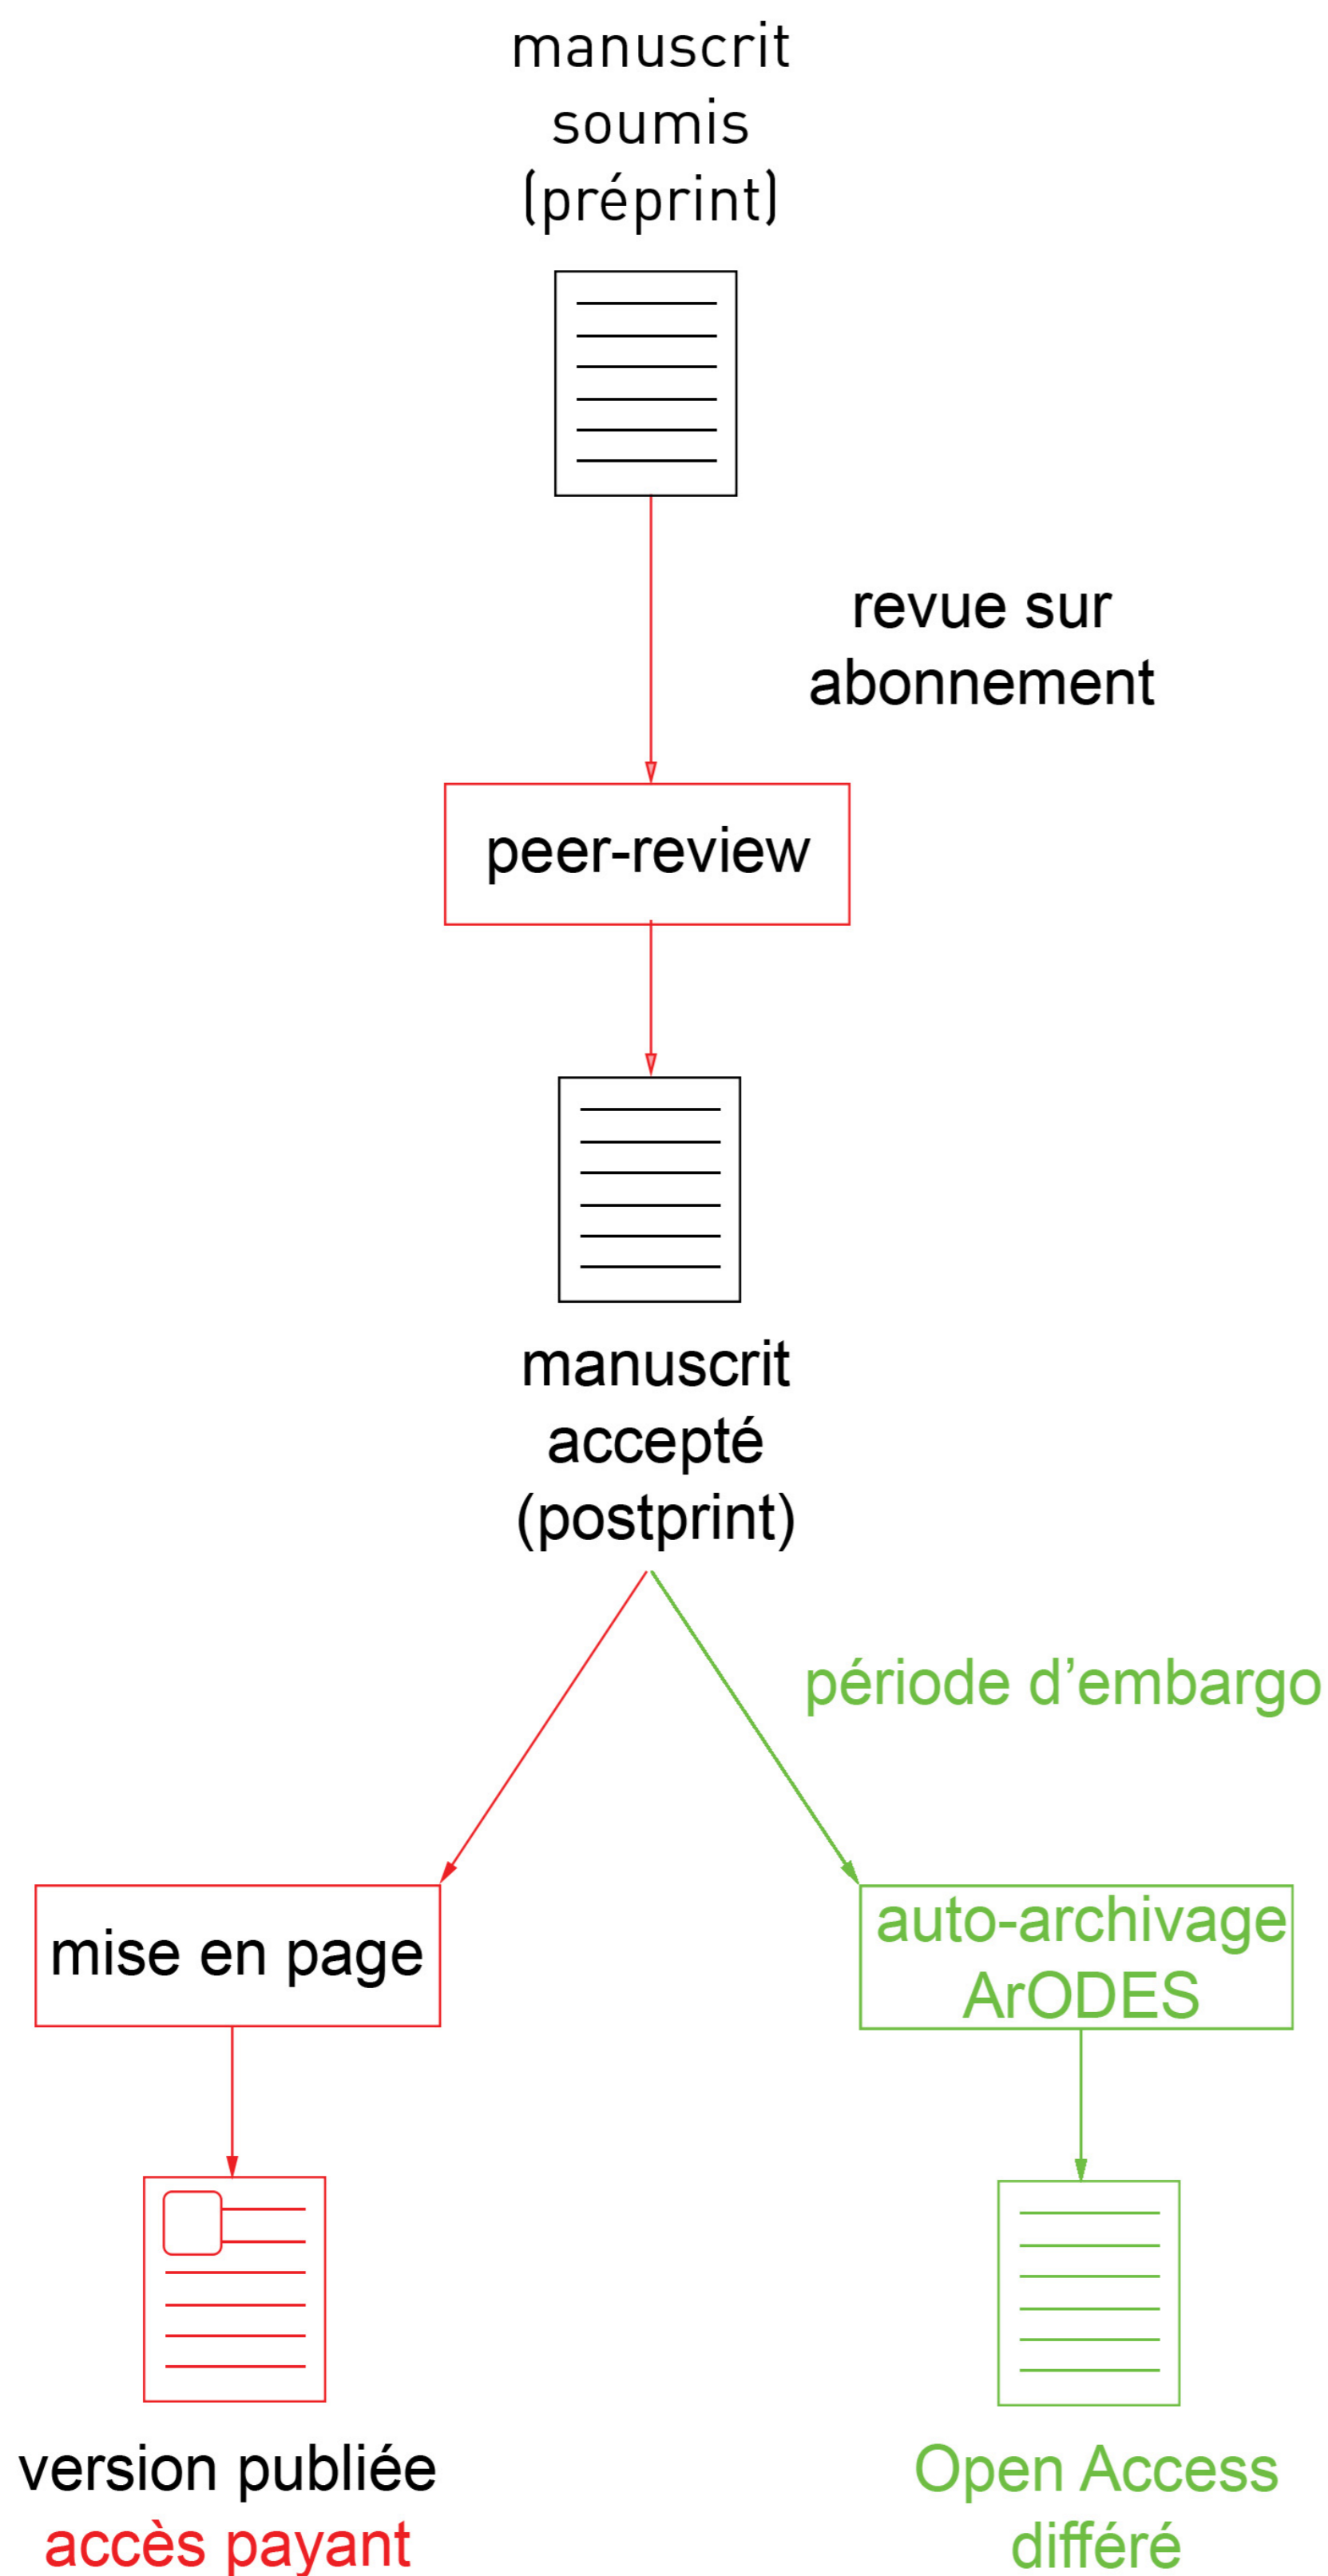 manuscrit
soumis
(préprint)
revue sur
abonnement
peer-review
manuscrit
accepté
(postprint)
période d’embargo
mise en page
auto-archivage
ArODES
version publiée
accès payant
Open Access
différé